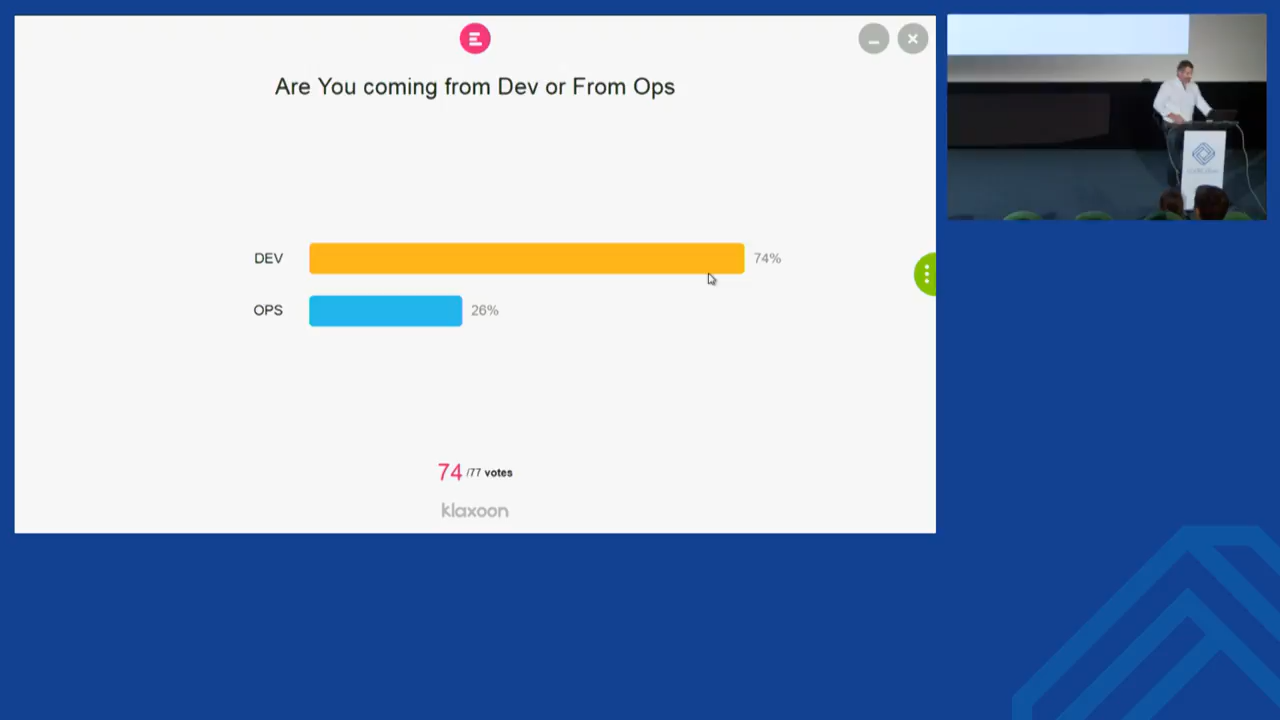 Are You coming from Dev or From Ops
DEV 74%
OPS 26%
74 /77 votes
klaxoon